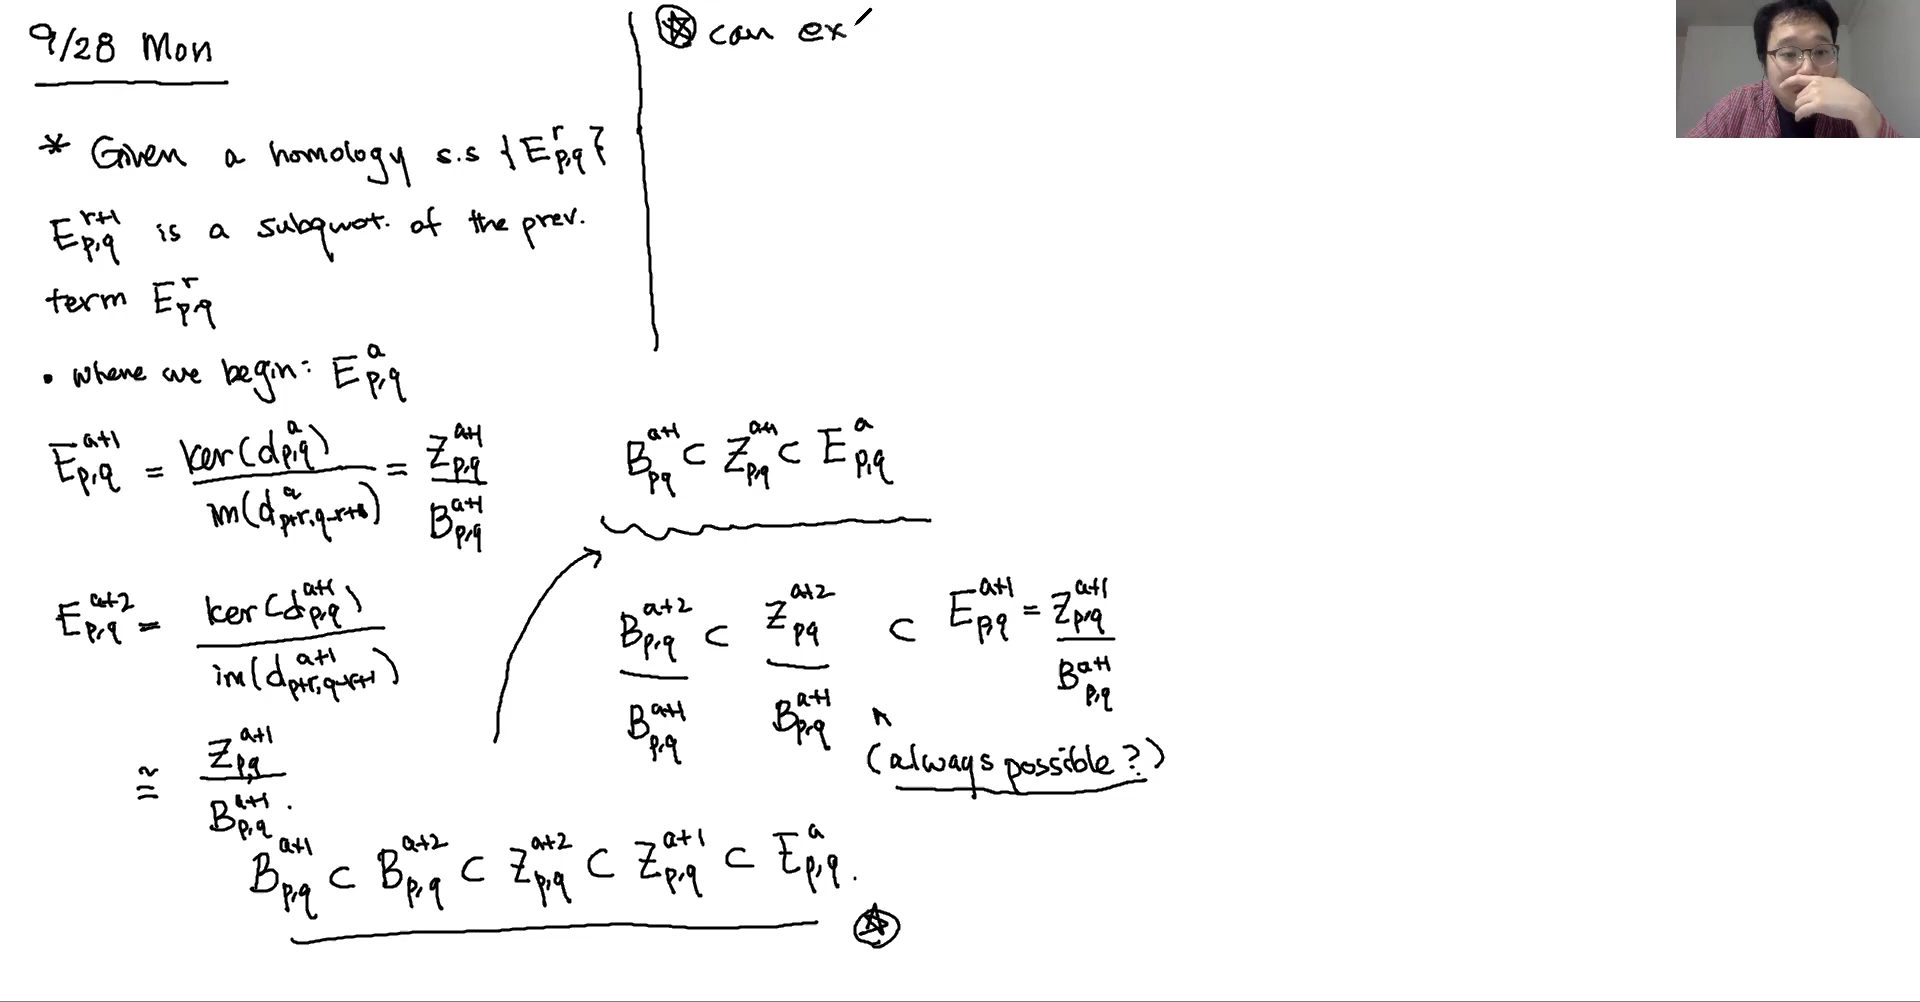 9/28 Mon
* Given a homology s.s {E^r_{p,q}}
E^{r+1}_{p,q} is a subquot. of the prev.
term E^r_{p,q}
• where we begin: E^a_{p,q}
E^{a+1}_{p,q} = ker(d^a_{p,q}) / im(d^a_{p+r,q-r+1}) = Z^{a+1}_{p,q} / B^{a+1}_{p,q}
B^{a+1}_{p,q} ⊂ Z^{a+1}_{p,q} ⊂ E^a_{p,q}
E^{a+2}_{p,q} = ker(d^{a+1}_{p,q}) / im(d^{a+1}_{p+r,q-r+1})
≅ Z^{a+1}_{p,q} / B^{a+1}_{p,q}.
B^{a+2}_{p,q} / B^{a+1}_{p,q} ⊂ Z^{a+2}_{p,q} / B^{a+1}_{p,q} ⊂ E^{a+1}_{p,q} = Z^{a+1}_{p,q} / B^{a+1}_{p,q}
(always possible?)
B^{a+1}_{p,q} ⊂ B^{a+2}_{p,q} ⊂ Z^{a+2}_{p,q} ⊂ Z^{a+1}_{p,q} ⊂ E^a_{p,q}.
☆
☆ can ex